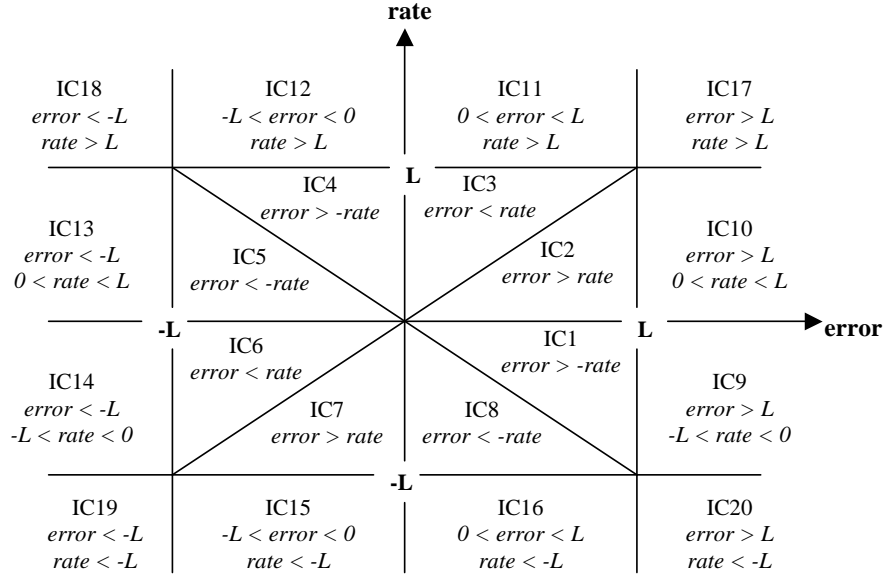 rate
IC18
error < -L
rate > L
IC12
-L < error < 0
rate > L
IC11
0 < error < L
rate > L
IC17
error > L
rate > L
L
IC4
error > -rate
IC3
error < rate
IC13
error < -L
0 < rate < L
IC5
error < -rate
IC2
error > rate
IC10
error > L
0 < rate < L
-L
L
error
IC6
error < rate
IC1
error > -rate
IC14
error < -L
-L < rate < 0
IC7
error > rate
IC8
error < -rate
IC9
error > L
-L < rate < 0
-L
IC19
error < -L
rate < -L
IC15
-L < error < 0
rate < -L
IC16
0 < error < L
rate < -L
IC20
error > L
rate < -L